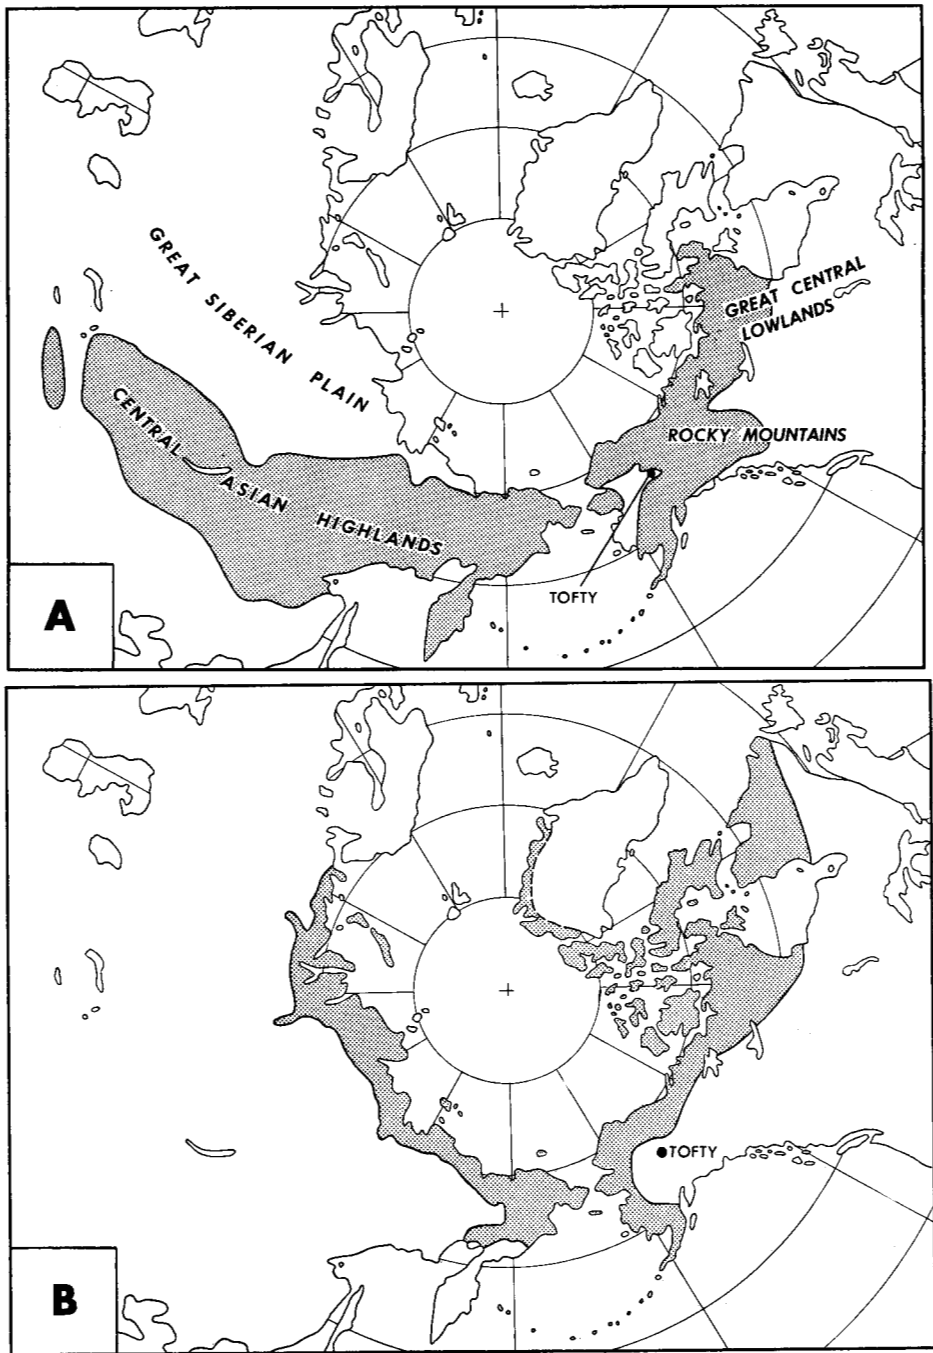 GREAT SIBERIAN PLAIN
GREAT CENTRAL
LOWLANDS
CENTRAL ASIAN HIGHLANDS
ROCKY MOUNTAINS
TOFTY
A
TOFTY
B